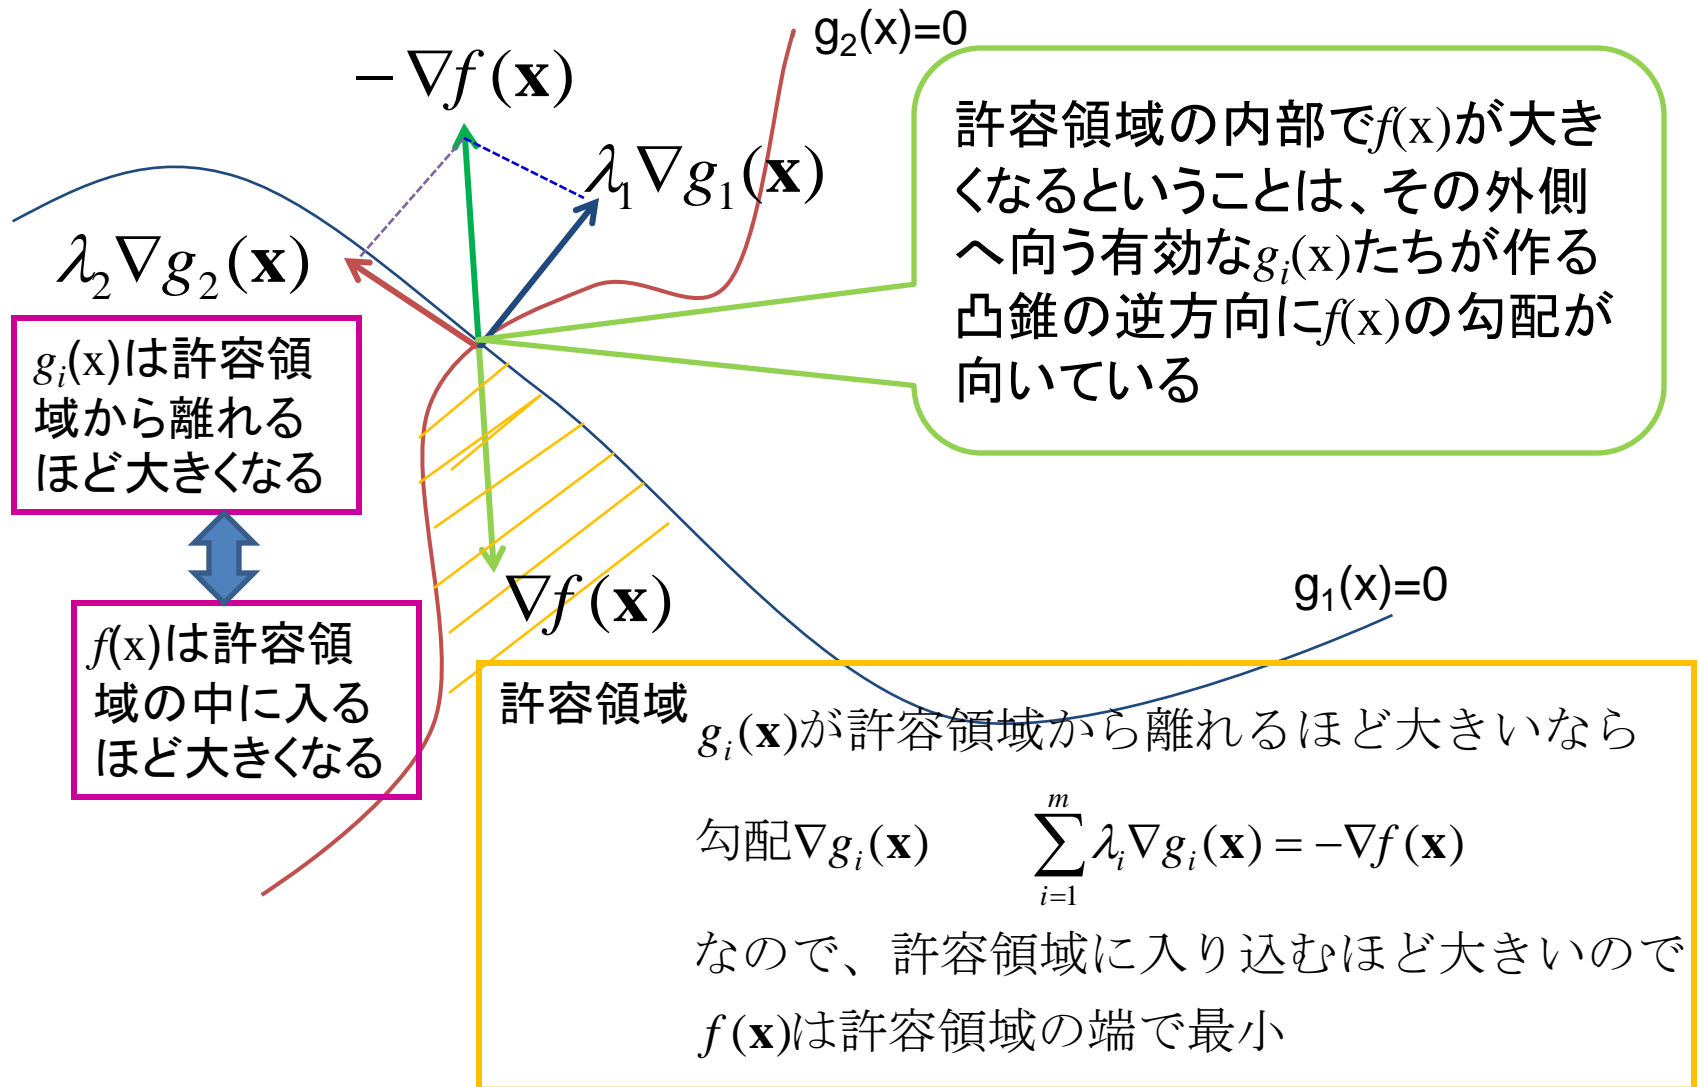 g₂(x)=0
−∇f(𝐱)
許容領域の内部でf(x)が大き
くなるということは、その外側
へ向う有効なgᵢ(x)たちが作る
凸錐の逆方向にf(x)の勾配が
向いている
λ₁∇g₁(𝐱)
λ₂∇g₂(𝐱)
gᵢ(x)は許容領
域から離れる
ほど大きくなる
∇f(𝐱)
g₁(x)=0
f(x)は許容領
域の中に入る
ほど大きくなる
許容領域
gᵢ(𝐱)が許容領域から離れるほど大きいなら
勾配∇gᵢ(𝐱) ∑_{i=1}^{m} λᵢ∇gᵢ(𝐱) = −∇f(𝐱)
なので、許容領域に入り込むほど大きいので
f(𝐱)は許容領域の端で最小